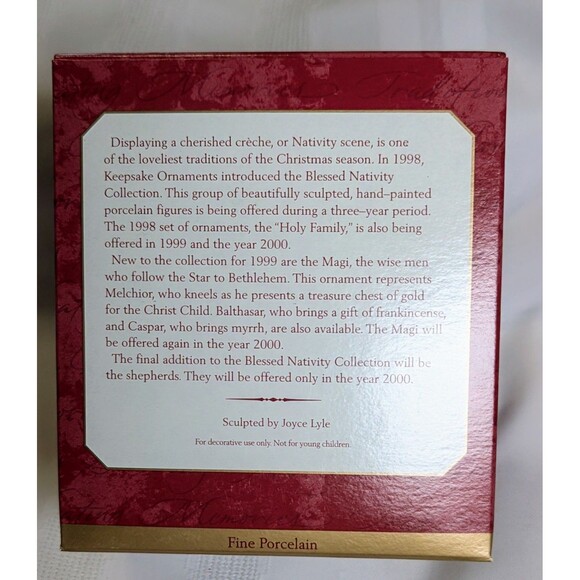 Displaying a cherished crèche, or Nativity scene, is one
of the loveliest traditions of the Christmas season. In 1998,
Keepsake Ornaments introduced the Blessed Nativity
Collection. This group of beautifully sculpted, hand–painted
porcelain figures is being offered during a three–year period.
The 1998 set of ornaments, the “Holy Family,” is also being
offered in 1999 and the year 2000.
New to the collection for 1999 are the Magi, the wise men
who follow the Star to Bethlehem. This ornament represents
Melchior, who kneels as he presents a treasure chest of gold
for the Christ Child. Balthasar, who brings a gift of frankincense,
and Caspar, who brings myrrh, are also available. The Magi will
be offered again in the year 2000.
The final addition to the Blessed Nativity Collection will be
the shepherds. They will be offered only in the year 2000.
Sculpted by Joyce Lyle
For decorative use only. Not for young children.
Fine Porcelain